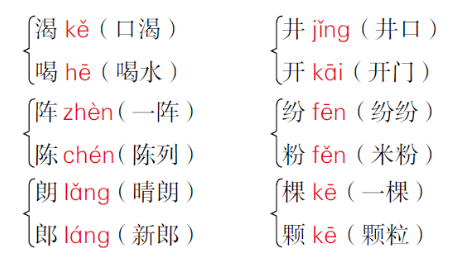 渴 kě（口渴）
喝 hē（喝水）
井 jǐng（井口）
开 kāi（开门）
阵 zhèn（一阵）
陈 chén（陈列）
纷 fēn（纷纷）
粉 fěn（米粉）
朗 lǎng（晴朗）
郎 láng（新郎）
棵 kē（一棵）
颗 kē（颗粒）